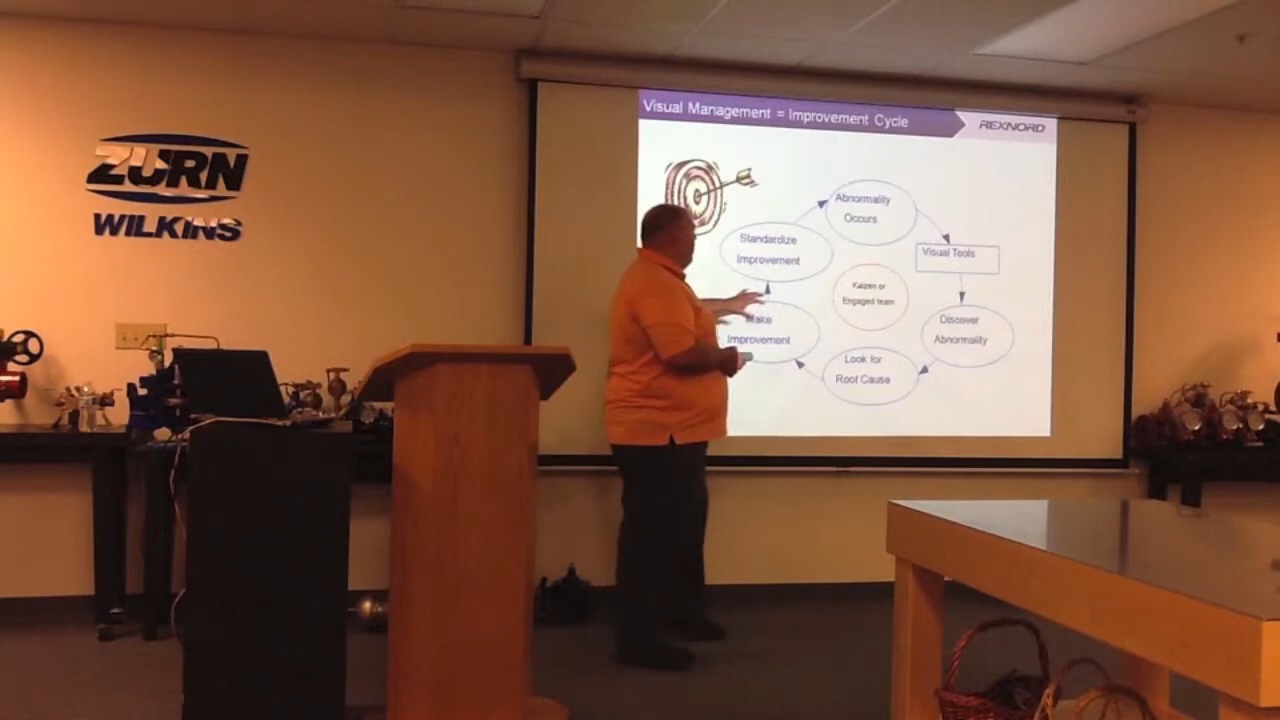 ZURN
WILKINS
Visual Management = Improvement Cycle
REXNORD
Abnormality
Occurs
Visual Tools
Discover
Abnormality
Look for
Root Cause
Make
Improvement
Standardize
Improvement
Kaizen or
Engaged team